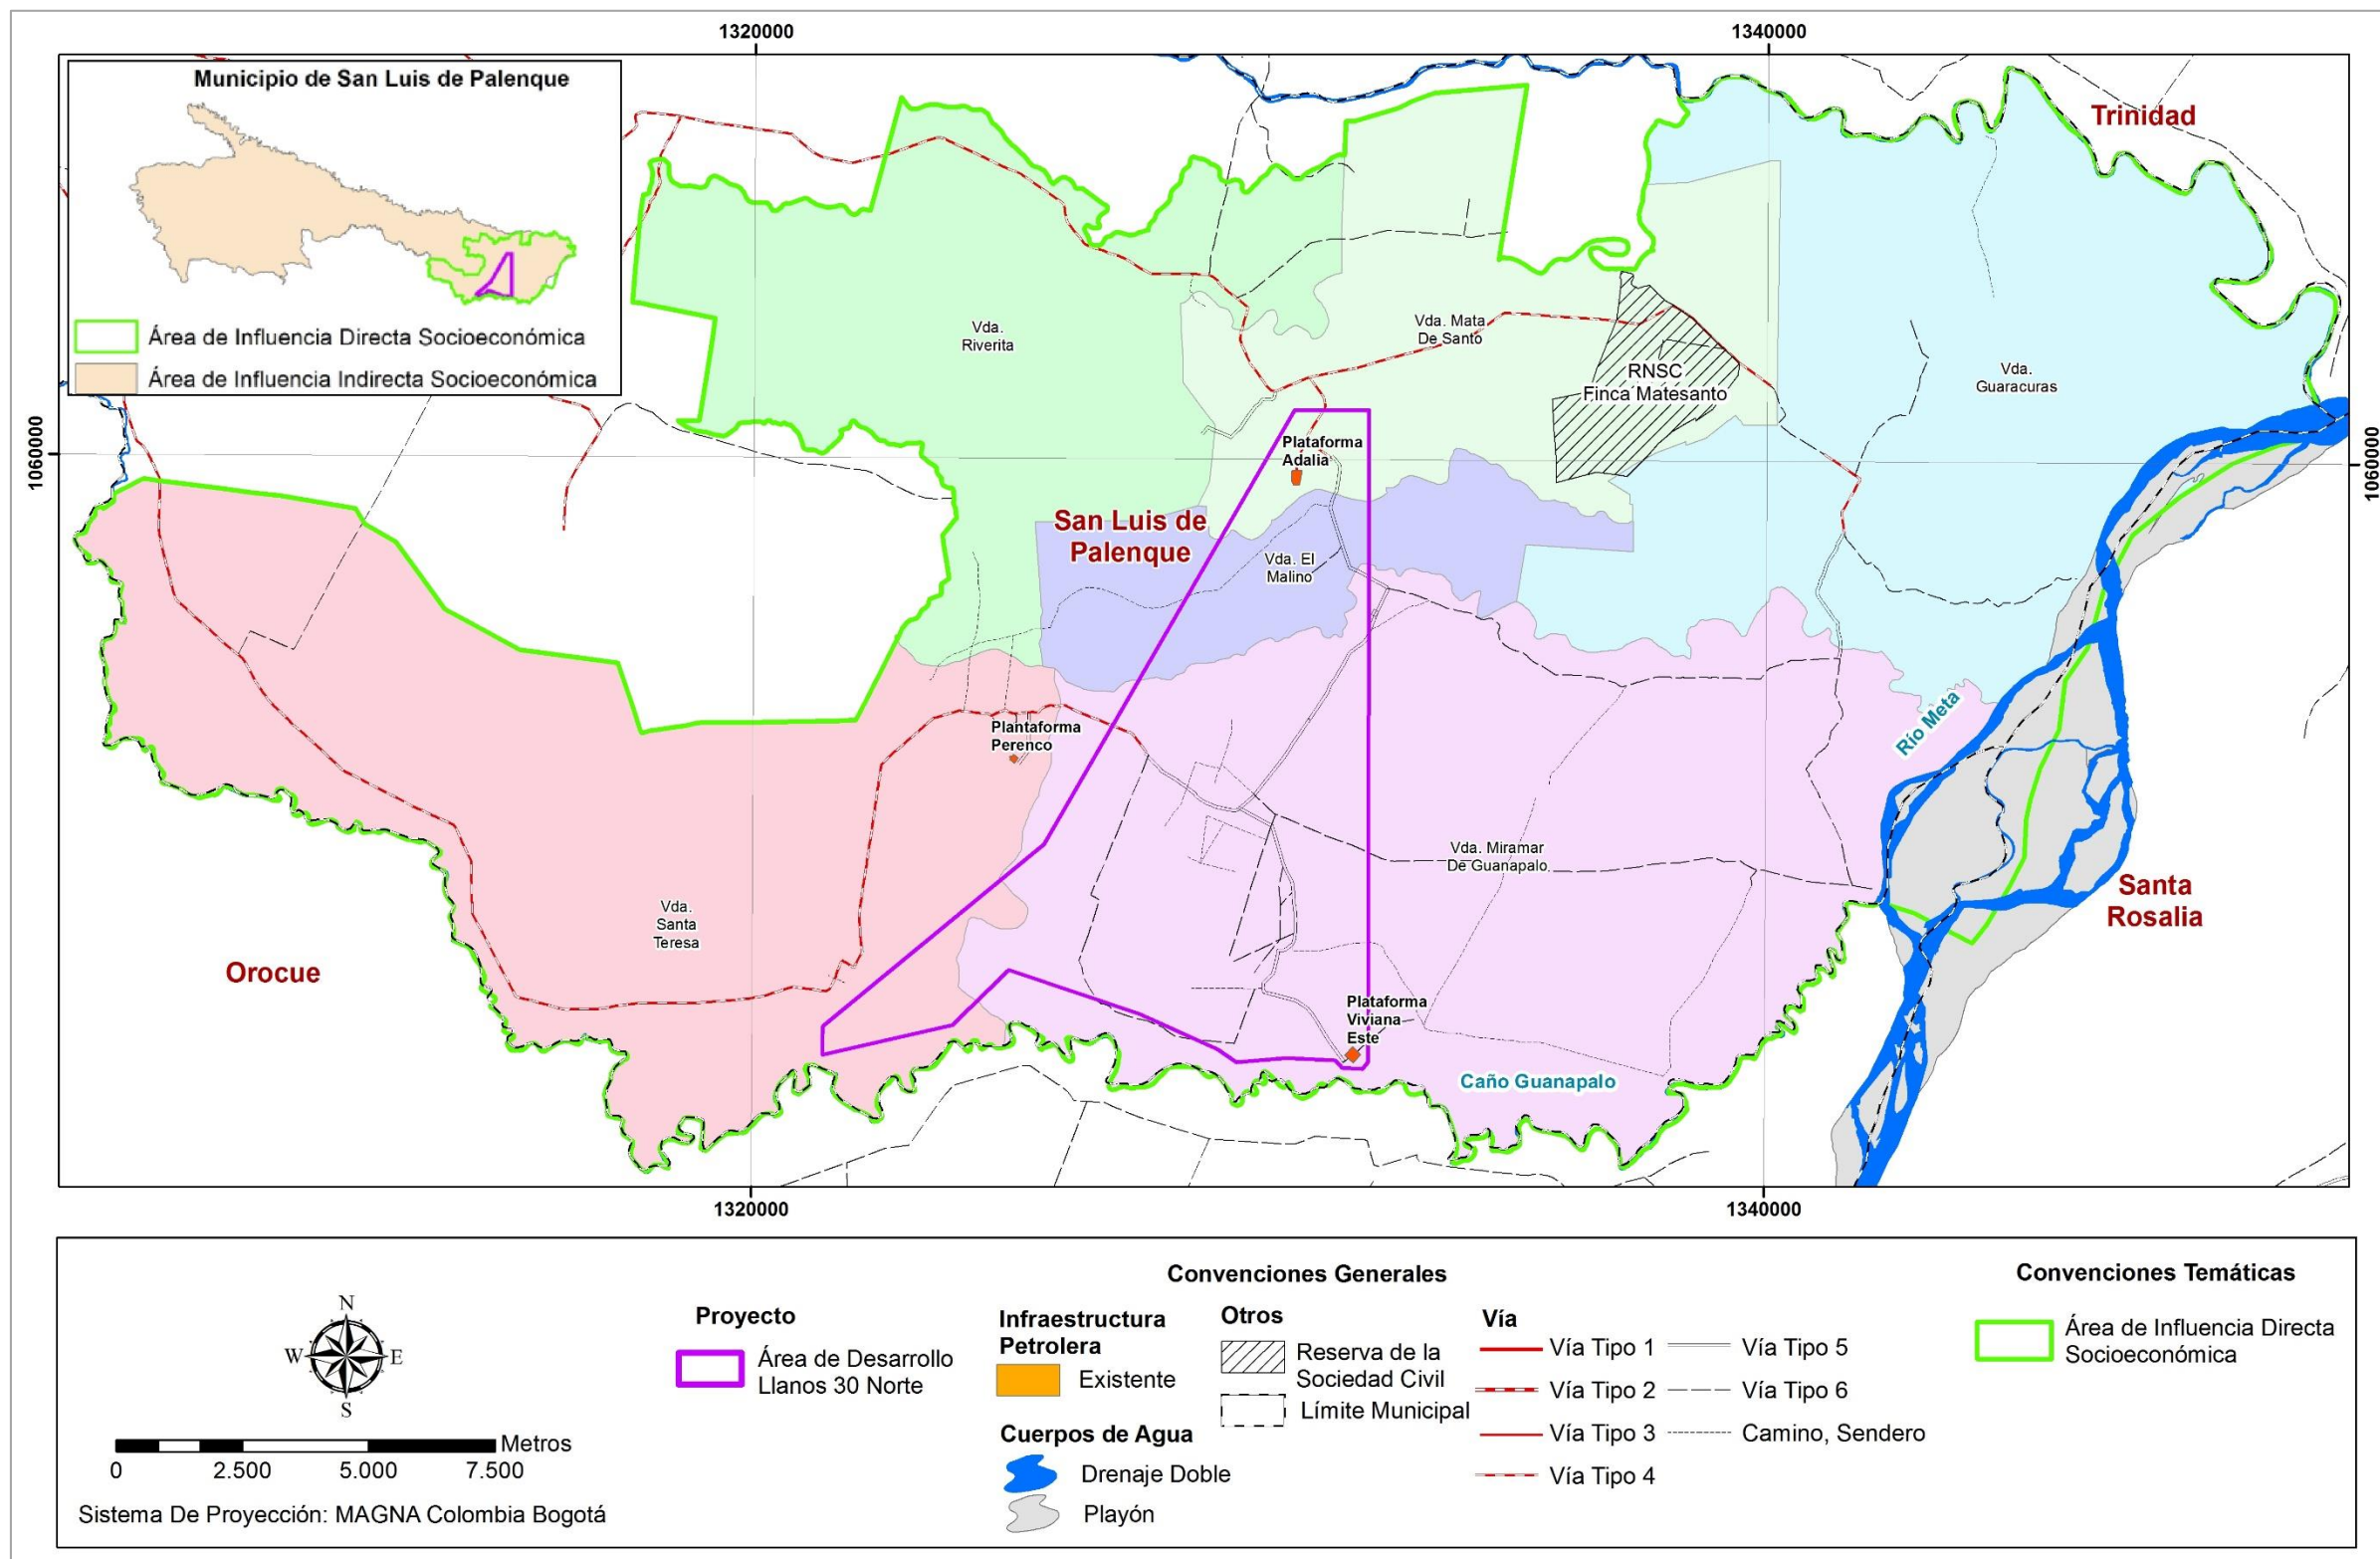 1320000
1340000
Municipio de San Luis de Palenque
Área de Influencia Directa Socioeconómica
Área de Influencia Indirecta Socioeconómica
Trinidad
Vda.
Riverita
Vda. Mata
De Santo
RNSC
Finca Matesanto
Vda.
Guaracuras
1060000
1060000
Plataforma
Adalia
San Luis de
Palenque
Vda. El
Malino
Río Meta
Plantaforma
Perenco
Vda. Miramar
De Guanapalo
Santa
Rosalia
Vda.
Santa
Teresa
Orocue
Plataforma
Viviana
Este
Caño Guanapalo
1320000
1340000
N
W
E
S
0
2.500
5.000
7.500
Metros
Sistema De Proyección: MAGNA Colombia Bogotá
Proyecto
Área de Desarrollo
Llanos 30 Norte
Convenciones Generales
Infraestructura
Petrolera
Existente
Cuerpos de Agua
Drenaje Doble
Playón
Otros
Reserva de la
Sociedad Civil
Límite Municipal
Vía
Vía Tipo 1
Vía Tipo 2
Vía Tipo 3
Vía Tipo 4
Vía Tipo 5
Vía Tipo 6
Camino, Sendero
Convenciones Temáticas
Área de Influencia Directa
Socioeconómica